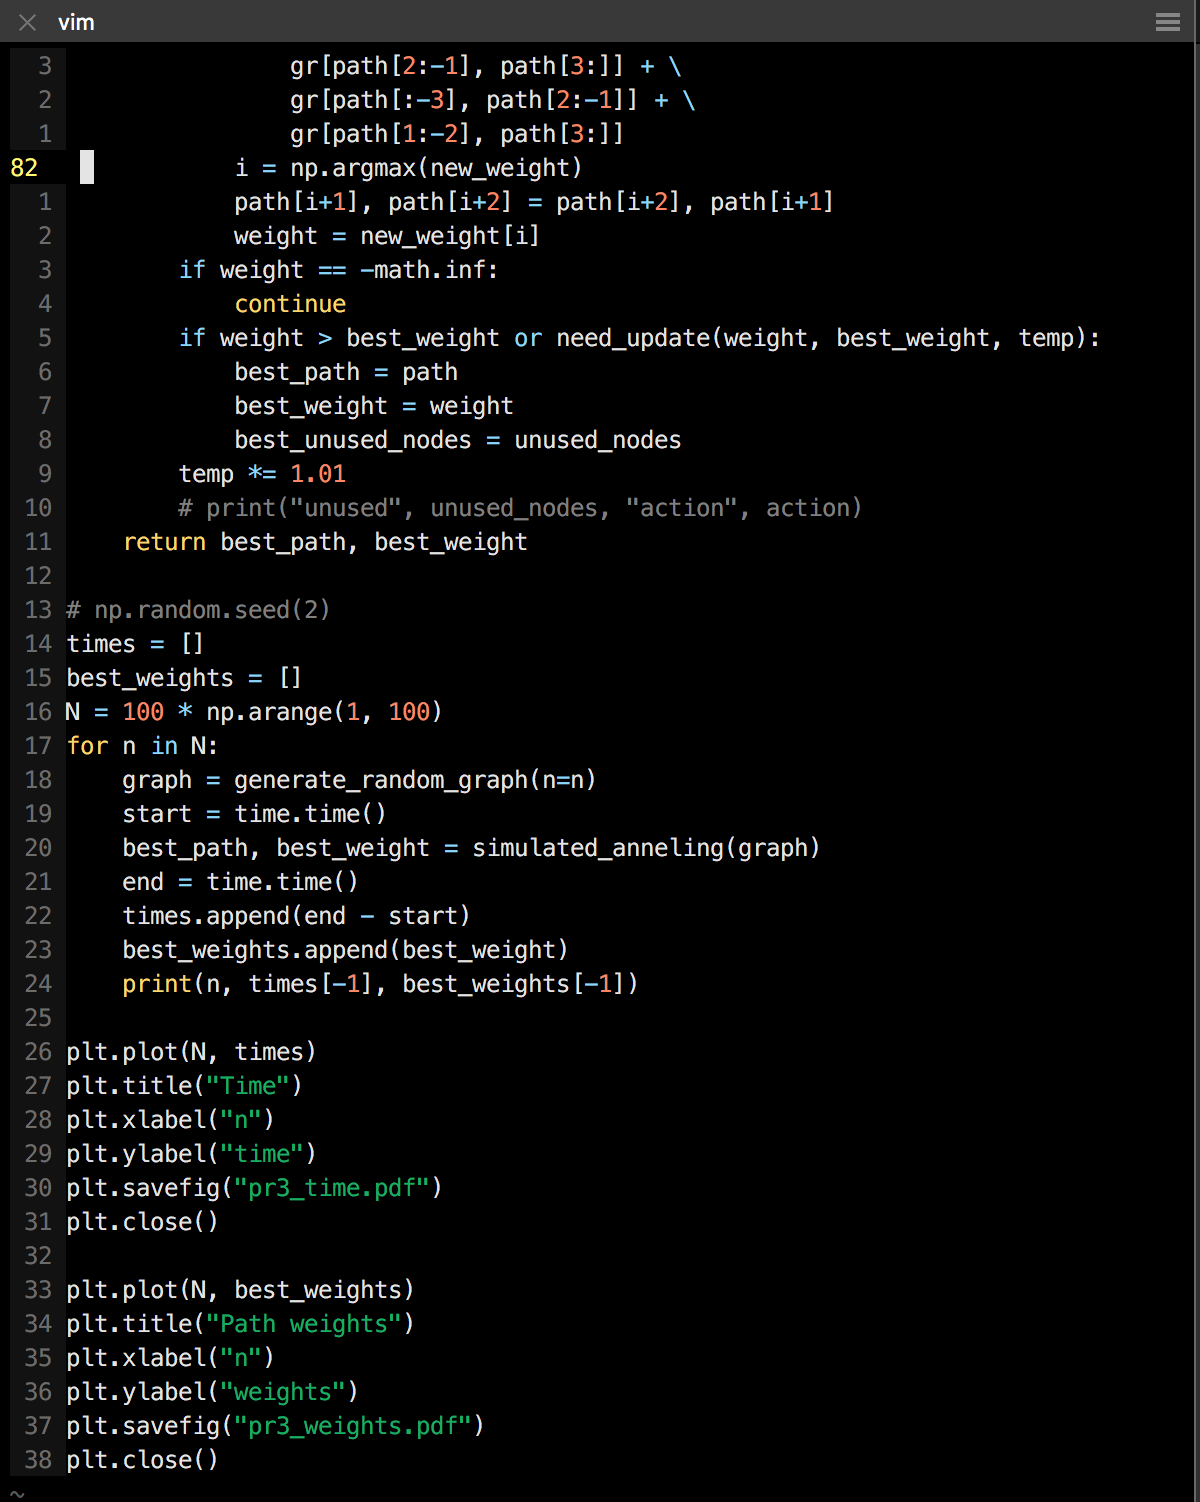 vim
3 gr[path[2:-1], path[3:]] + \
2 gr[path[:-3], path[2:-1]] + \
1 gr[path[1:-2], path[3:]]
82 i = np.argmax(new_weight)
1 path[i+1], path[i+2] = path[i+2], path[i+1]
2 weight = new_weight[i]
3 if weight == -math.inf:
4 continue
5 if weight > best_weight or need_update(weight, best_weight, temp):
6 best_path = path
7 best_weight = weight
8 best_unused_nodes = unused_nodes
9 temp *= 1.01
10 # print("unused", unused_nodes, "action", action)
11 return best_path, best_weight
12
13 # np.random.seed(2)
14 times = []
15 best_weights = []
16 N = 100 * np.arange(1, 100)
17 for n in N:
18 graph = generate_random_graph(n=n)
19 start = time.time()
20 best_path, best_weight = simulated_anneling(graph)
21 end = time.time()
22 times.append(end - start)
23 best_weights.append(best_weight)
24 print(n, times[-1], best_weights[-1])
25
26 plt.plot(N, times)
27 plt.title("Time")
28 plt.xlabel("n")
29 plt.ylabel("time")
30 plt.savefig("pr3_time.pdf")
31 plt.close()
32
33 plt.plot(N, best_weights)
34 plt.title("Path weights")
35 plt.xlabel("n")
36 plt.ylabel("weights")
37 plt.savefig("pr3_weights.pdf")
38 plt.close()
~